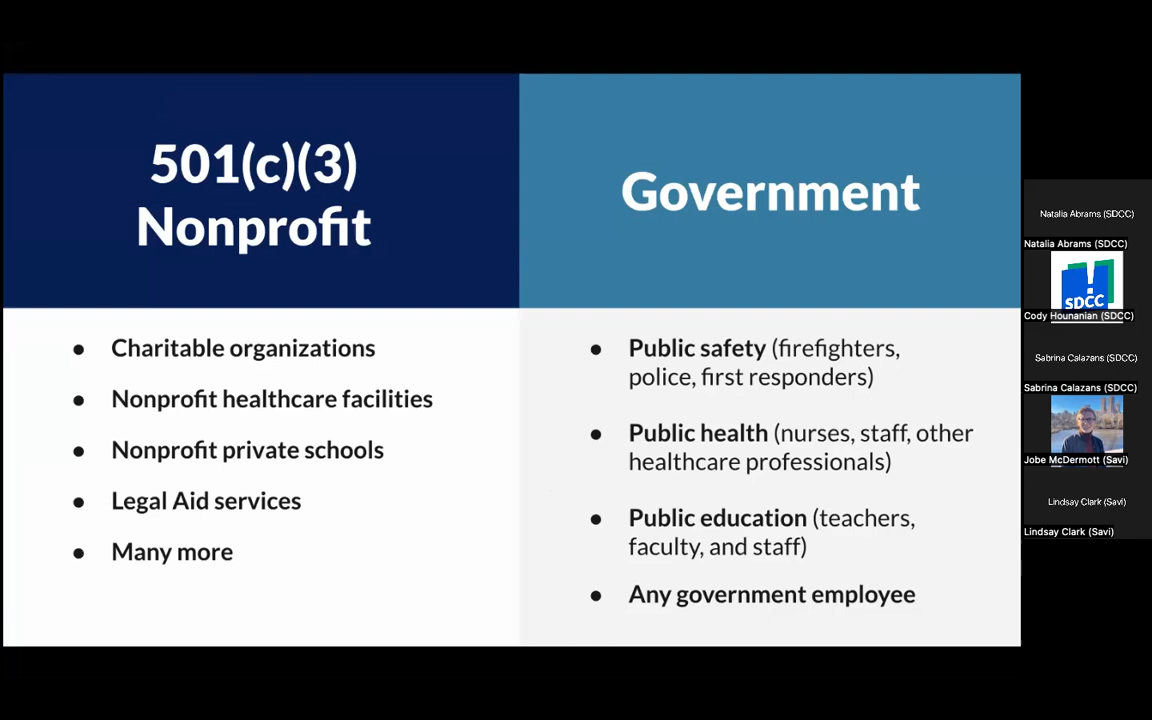 501(c)(3)
Nonprofit
Government
● Charitable organizations
● Nonprofit healthcare facilities
● Nonprofit private schools
● Legal Aid services
● Many more
● Public safety (firefighters,
police, first responders)
● Public health (nurses, staff, other
healthcare professionals)
● Public education (teachers,
faculty, and staff)
● Any government employee
Natalia Abrams (SDCC)
Natalia Abrams (SDCC)
SDCC
Cody Hounanian (SDCC)
Sabrina Calazans (SDCC)
Sabrina Calazans (SDCC)
Jobe McDermott (Savi)
Lindsay Clark (Savi)
Lindsay Clark (Savi)